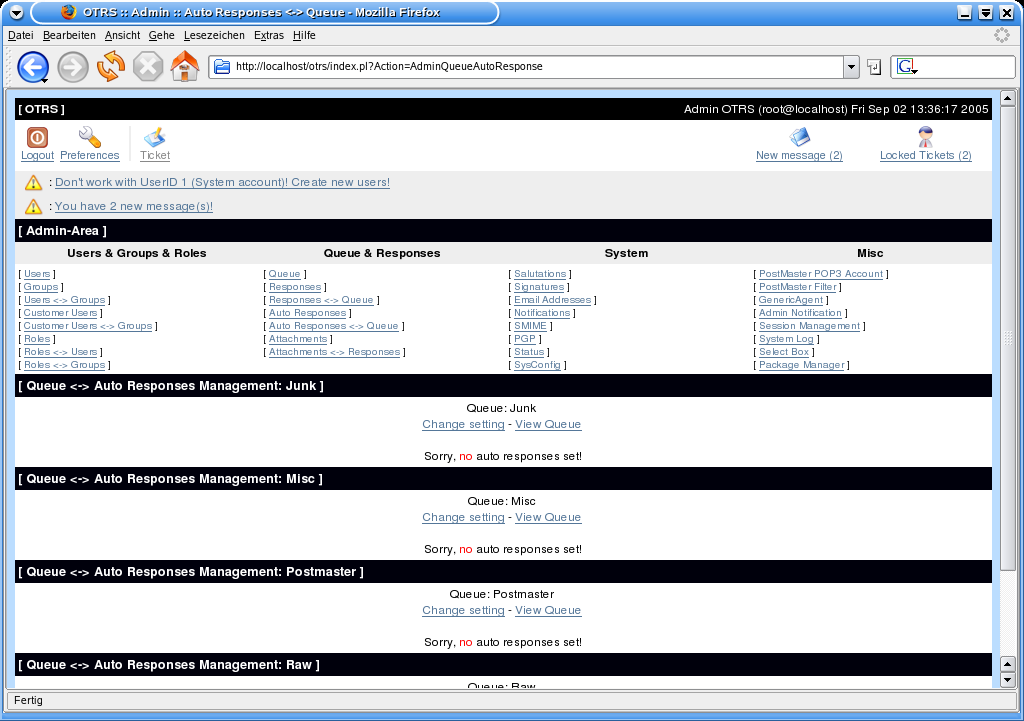 OTRS :: Admin :: Auto Responses <-> Queue - Mozilla Firefox
Datei Bearbeiten Ansicht Gehe Lesezeichen Extras Hilfe
http://localhost/otrs/index.pl?Action=AdminQueueAutoResponse
[ OTRS ] Admin OTRS (root@localhost) Fri Sep 02 13:36:17 2005
Logout Preferences Ticket New message (2) Locked Tickets (2)
: Don't work with UserID 1 (System account)! Create new users!
: You have 2 new message(s)!
[ Admin-Area ]
Users & Groups & Roles Queue & Responses System Misc
[ Users ] [ Queue ] [ Salutations ] [ PostMaster POP3 Account ]
[ Groups ] [ Responses ] [ Signatures ] [ PostMaster Filter ]
[ Users <-> Groups ] [ Responses <-> Queue ] [ Email Addresses ] [ GenericAgent ]
[ Customer Users ] [ Auto Responses ] [ Notifications ] [ Admin Notification ]
[ Customer Users <-> Groups ] [ Auto Responses <-> Queue ] [ SMIME ] [ Session Management ]
[ Roles ] [ Attachments ] [ PGP ] [ System Log ]
[ Roles <-> Users ] [ Attachments <-> Responses ] [ Status ] [ Select Box ]
[ Roles <-> Groups ] [ SysConfig ] [ Package Manager ]
[ Queue <-> Auto Responses Management: Junk ]
Queue: Junk
Change setting - View Queue
Sorry, no auto responses set!
[ Queue <-> Auto Responses Management: Misc ]
Queue: Misc
Change setting - View Queue
Sorry, no auto responses set!
[ Queue <-> Auto Responses Management: Postmaster ]
Queue: Postmaster
Change setting - View Queue
Sorry, no auto responses set!
[ Queue <-> Auto Responses Management: Raw ]
Queue: Raw
Fertig